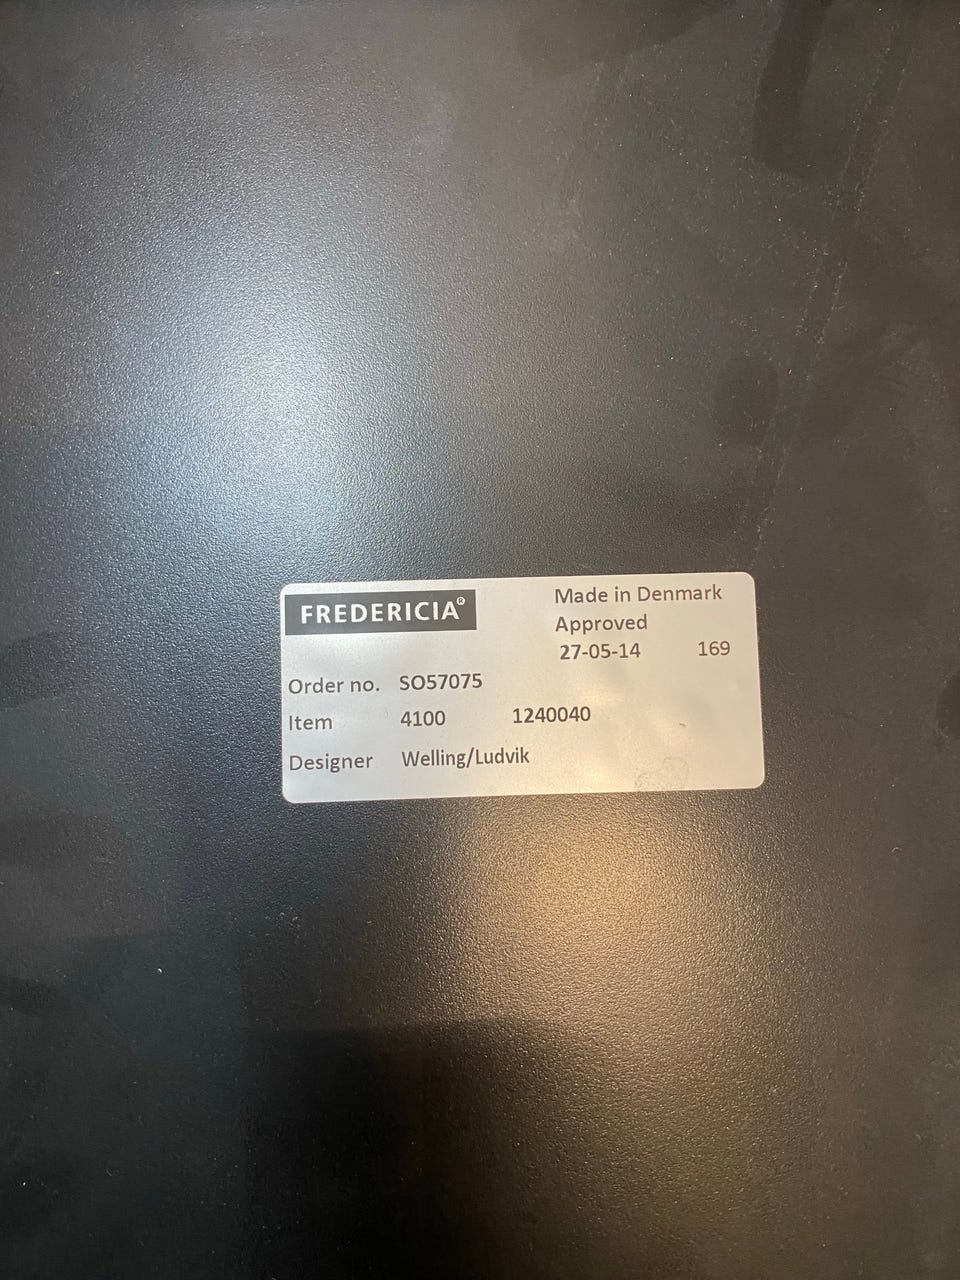 FREDERICIA®
Made in Denmark
Approved
27-05-14 169
Order no. SO57075
Item 4100 1240040
Designer Welling/Ludvik